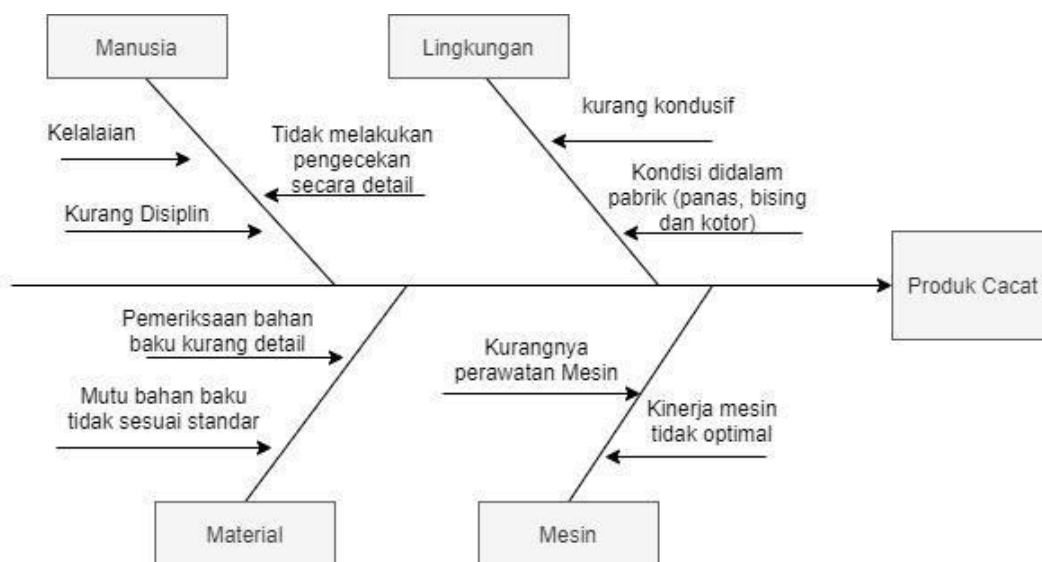 Manusia
Lingkungan
Kelalaian
Tidak melakukan
pengecekan
secara detail
Kurang Disiplin
kurang kondusif
Kondisi didalam
pabrik (panas, bising
dan kotor)
Produk Cacat
Pemeriksaan bahan
baku kurang detail
Mutu bahan baku
tidak sesuai standar
Kurangnya
perawatan Mesin
Kinerja mesin
tidak optimal
Material
Mesin